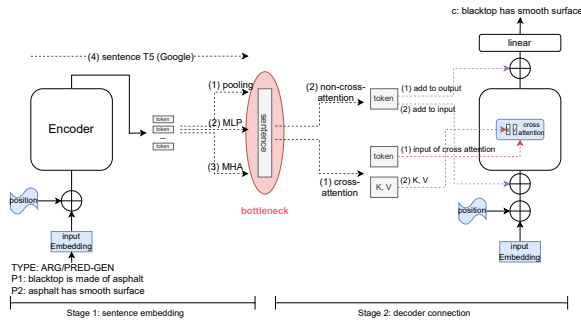 c: blacktop has smooth surface
linear
(4) sentence T5 (Google)
(1) pooling
(2) MLP
(3) MHA
Encoder
token
token
...
token
sentence
bottleneck
(2) non-cross-
attention
(1) cross-
attention
token
(1) add to output
(2) add to input
token
(1) input of cross attention
K, V
(2) K, V
cross
attention
position
input
Embedding
position
input
Embedding
TYPE: ARG/PRED-GEN
P1: blacktop is made of asphalt
P2: asphalt has smooth surface
Stage 1: sentence embedding
Stage 2: decoder connection